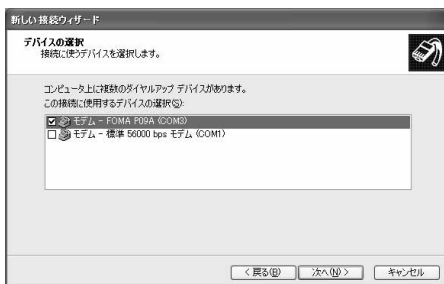 新しい接続ウィザード
デバイスの選択
接続に使うデバイスを選択します。
コンピュータ上に複数のダイヤルアップ デバイスがあります。
この接続に使用するデバイスの選択(S):
モデム - FOMA P09A (COM3)
モデム - 標準 56000 bps モデム (COM1)
< 戻る(B)
次へ(N) >
キャンセル